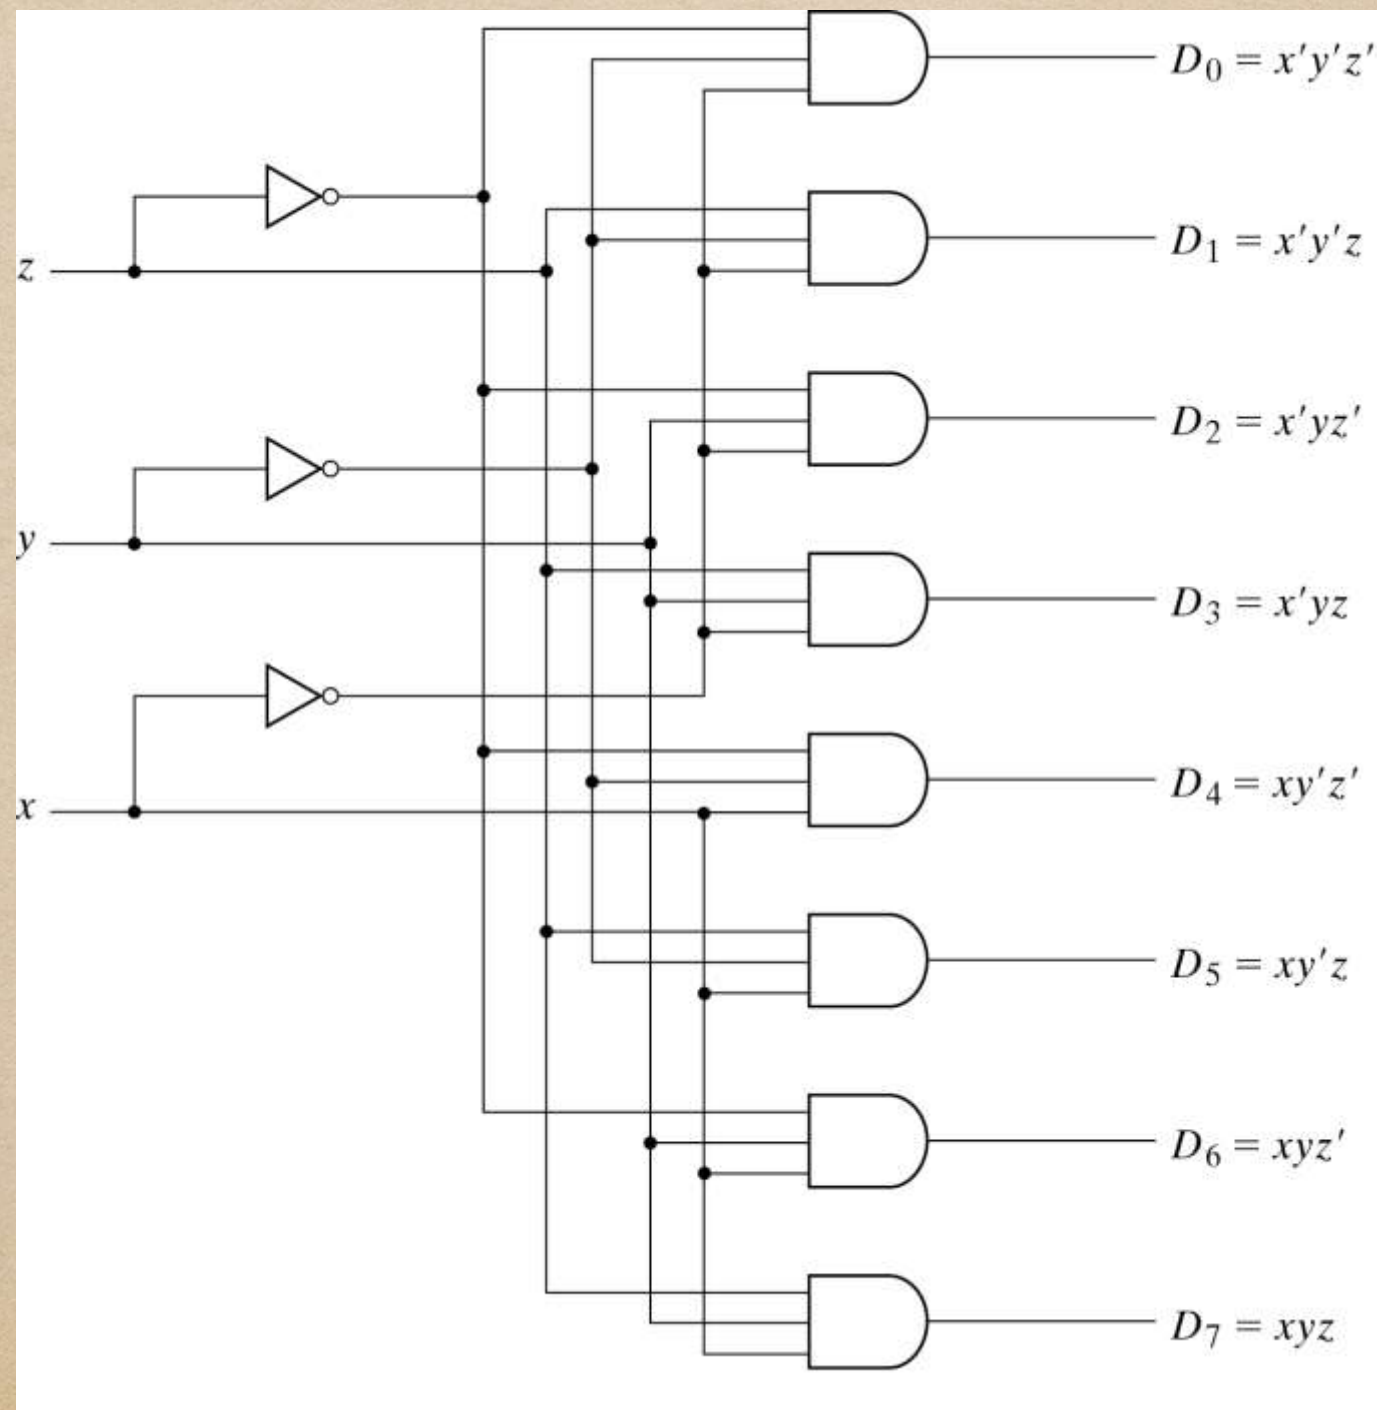 D₀ = x′y′z′
z
D₁ = x′y′z
D₂ = x′yz′
y
D₃ = x′yz
x
D₄ = xy′z′
D₅ = xy′z
D₆ = xyz′
D₇ = xyz